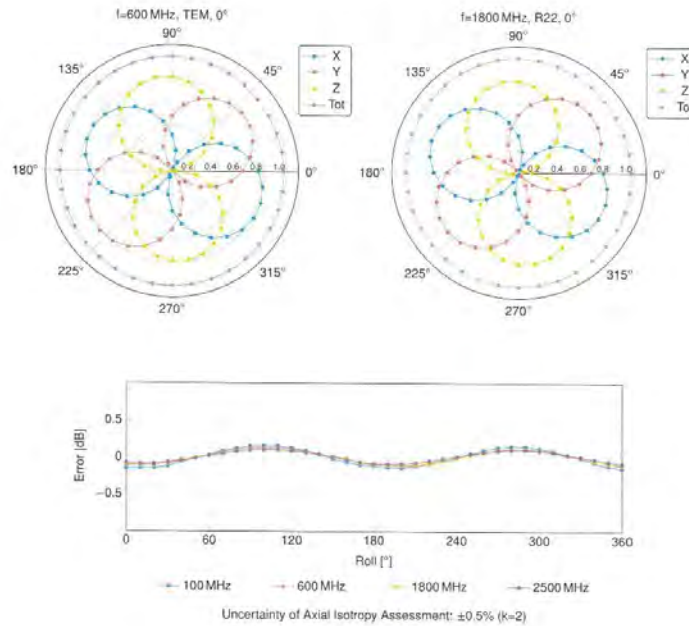 f=600 MHz, TEM, 0°
90°
135°
45°
X
Y
Z
Tot
180°
0.2 0.4 0.6 0.8 1.0
0°
225°
315°
270°
f=1800 MHz, R22, 0°
90°
135°
45°
X
Y
Z
Tot
180°
0.2 0.4 0.6 0.8 1.0
0°
225°
315°
270°
Error [dB]
0.5
0
−0.5
0 60 120 180 240 300 360
Roll [°]
100 MHz 600 MHz 1800 MHz 2500 MHz
Uncertainty of Axial Isotropy Assessment: ±0.5% (k=2)